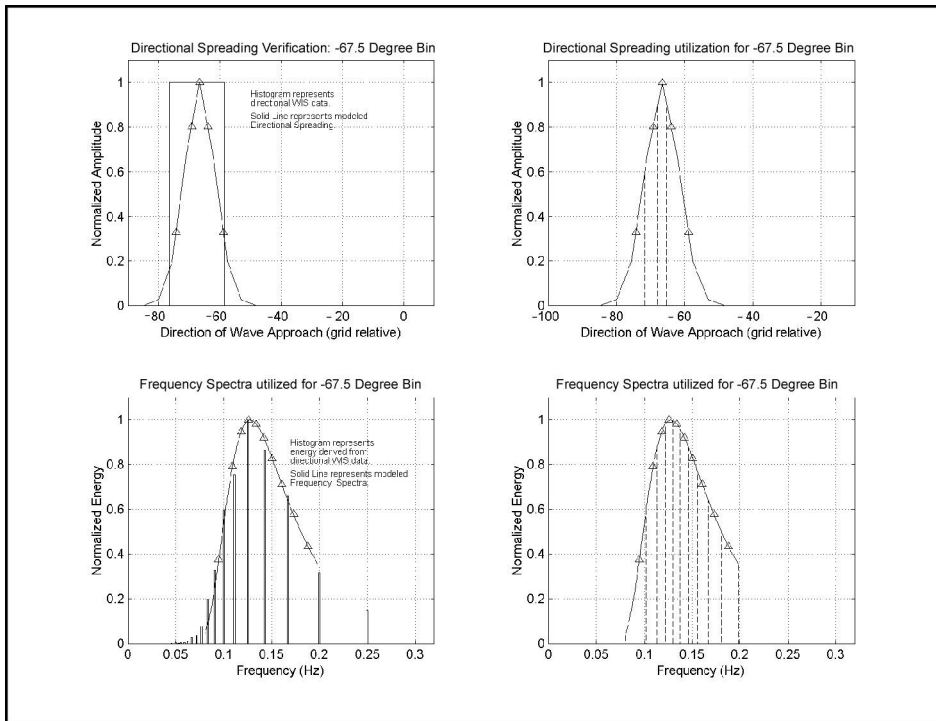 Directional Spreading Verification: -67.5 Degree Bin
Normalized Amplitude
1
0.8
0.6
0.4
0.2
0
Histogram represents
directional WIS data.
Solid Line represents modeled
Directional Spreading.
-80 -60 -40 -20 0
Direction of Wave Approach (grid relative)
Directional Spreading utilization for -67.5 Degree Bin
Normalized Amplitude
1
0.8
0.6
0.4
0.2
0
-100 -80 -60 -40 -20
Direction of Wave Approach (grid relative)
Frequency Spectra utilized for -67.5 Degree Bin
Normalized Energy
1
0.8
0.6
0.4
0.2
0
Histogram represents
energy derived from
directional WIS data.
Solid Line represents modeled
Frequency Spectra
0 0.05 0.1 0.15 0.2 0.25 0.3
Frequency (Hz)
Frequency Spectra utilized for -67.5 Degree Bin
Normalized Energy
1
0.8
0.6
0.4
0.2
0
0 0.05 0.1 0.15 0.2 0.25 0.3
Frequency (Hz)